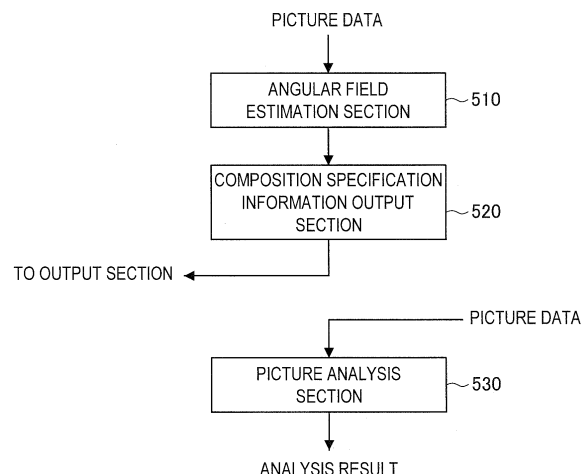 PICTURE DATA
ANGULAR FIELD
ESTIMATION SECTION
510
COMPOSITION SPECIFICATION
INFORMATION OUTPUT
SECTION
520
TO OUTPUT SECTION
PICTURE DATA
PICTURE ANALYSIS
SECTION
530
ANALYSIS RESULT